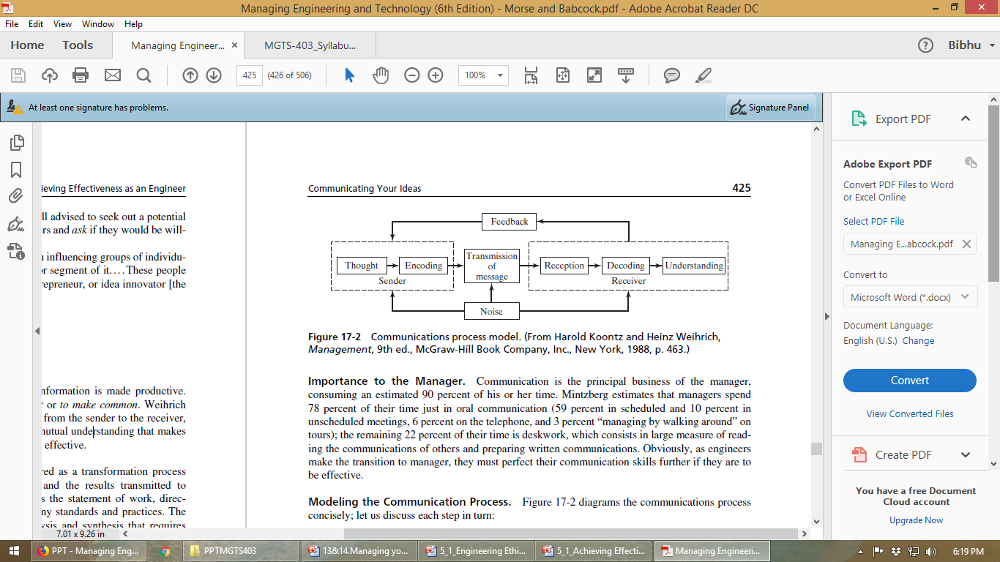 Managing Engineering and Technology (6th Edition) - Morse and Babcock.pdf - Adobe Acrobat Reader DC
File Edit View Window Help
Home Tools Managing Engineer... × MGTS-403_Syllabu... Bibhu
425 (426 of 506) 100%
At least one signature has problems. Signature Panel
ieving Effectiveness as an Engineer
ll advised to seek out a potential
rs and ask if they would be will-
n influencing groups of individu-
or segment of it. . . . These people
repreneur, or idea innovator [the
nformation is made productive.
or to make common. Weihrich
from the sender to the receiver,
mutual understanding that makes
effective.
red as a transformation process
and the results transmitted to
s the statement of work, direc-
ny standards and practices. The
ysis and synthesis that requires
7.01 x 9.26 in
Communicating Your Ideas 425
Feedback
Thought Encoding Transmission of message Reception Decoding Understanding
Sender Receiver
Noise
Figure 17-2 Communications process model. (From Harold Koontz and Heinz Weihrich,
Management, 9th ed., McGraw-Hill Book Company, Inc., New York, 1988, p. 463.)
Importance to the Manager. Communication is the principal business of the manager,
consuming an estimated 90 percent of his or her time. Mintzberg estimates that managers spend
78 percent of their time just in oral communication (59 percent in scheduled and 10 percent in
unscheduled meetings, 6 percent on the telephone, and 3 percent “managing by walking around” on
tours); the remaining 22 percent of their time is deskwork, which consists in large measure of read-
ing the communications of others and preparing written communications. Obviously, as engineers
make the transition to manager, they must perfect their communication skills further if they are to
be effective.
Modeling the Communication Process. Figure 17-2 diagrams the communications process
concisely; let us discuss each step in turn:
Export PDF
Adobe Export PDF
Convert PDF Files to Word
or Excel Online
Select PDF File
Managing E...abcock.pdf
Convert to
Microsoft Word (*.docx)
Document Language:
English (U.S.) Change
Convert
View Converted Files
Create PDF
You have a free Document
Cloud account
Upgrade Now
PPT - Managing Eng... PPTMGTS403 13&14.Managing yo... 5_1_Engineering Ethi... 5_1_Achieving Effecti... Managing Engineeri... 6:19 PM